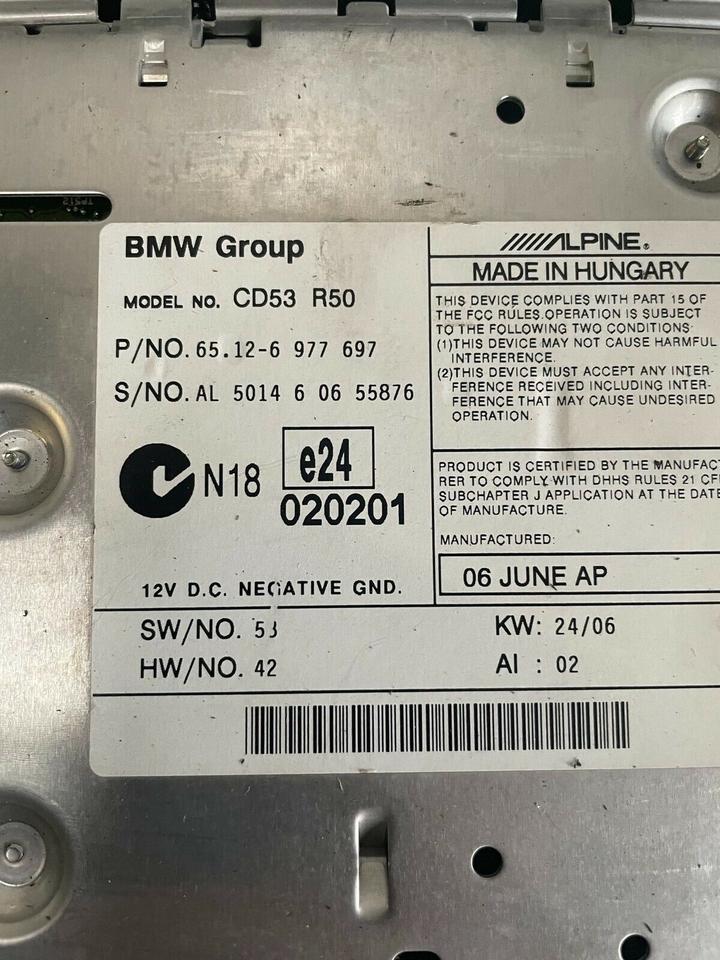 BMW Group
MODEL NO. CD53 R50
P/NO. 65.12-6 977 697
S/NO. AL 5014 6 06 55876
N18
e24
020201
12V D.C. NEGATIVE GND.
ALPINE®
MADE IN HUNGARY
THIS DEVICE COMPLIES WITH PART 15 OF
THE FCC RULES.OPERATION IS SUBJECT
TO THE FOLLOWING TWO CONDITIONS:
(1)THIS DEVICE MAY NOT CAUSE HARMFUL
INTERFERENCE.
(2)THIS DEVICE MUST ACCEPT ANY INTER-
FERENCE RECEIVED INCLUDING INTER-
FERENCE THAT MAY CAUSE UNDESIRED
OPERATION.
PRODUCT IS CERTIFIED BY THE MANUFACT
RER TO COMPLY WITH DHHS RULES 21 CF
SUBCHAPTER J APPLICATION AT THE DATE
OF MANUFACTURE.
MANUFACTURED:
06 JUNE AP
SW/NO. 53
KW: 24/06
HW/NO. 42
AI : 02